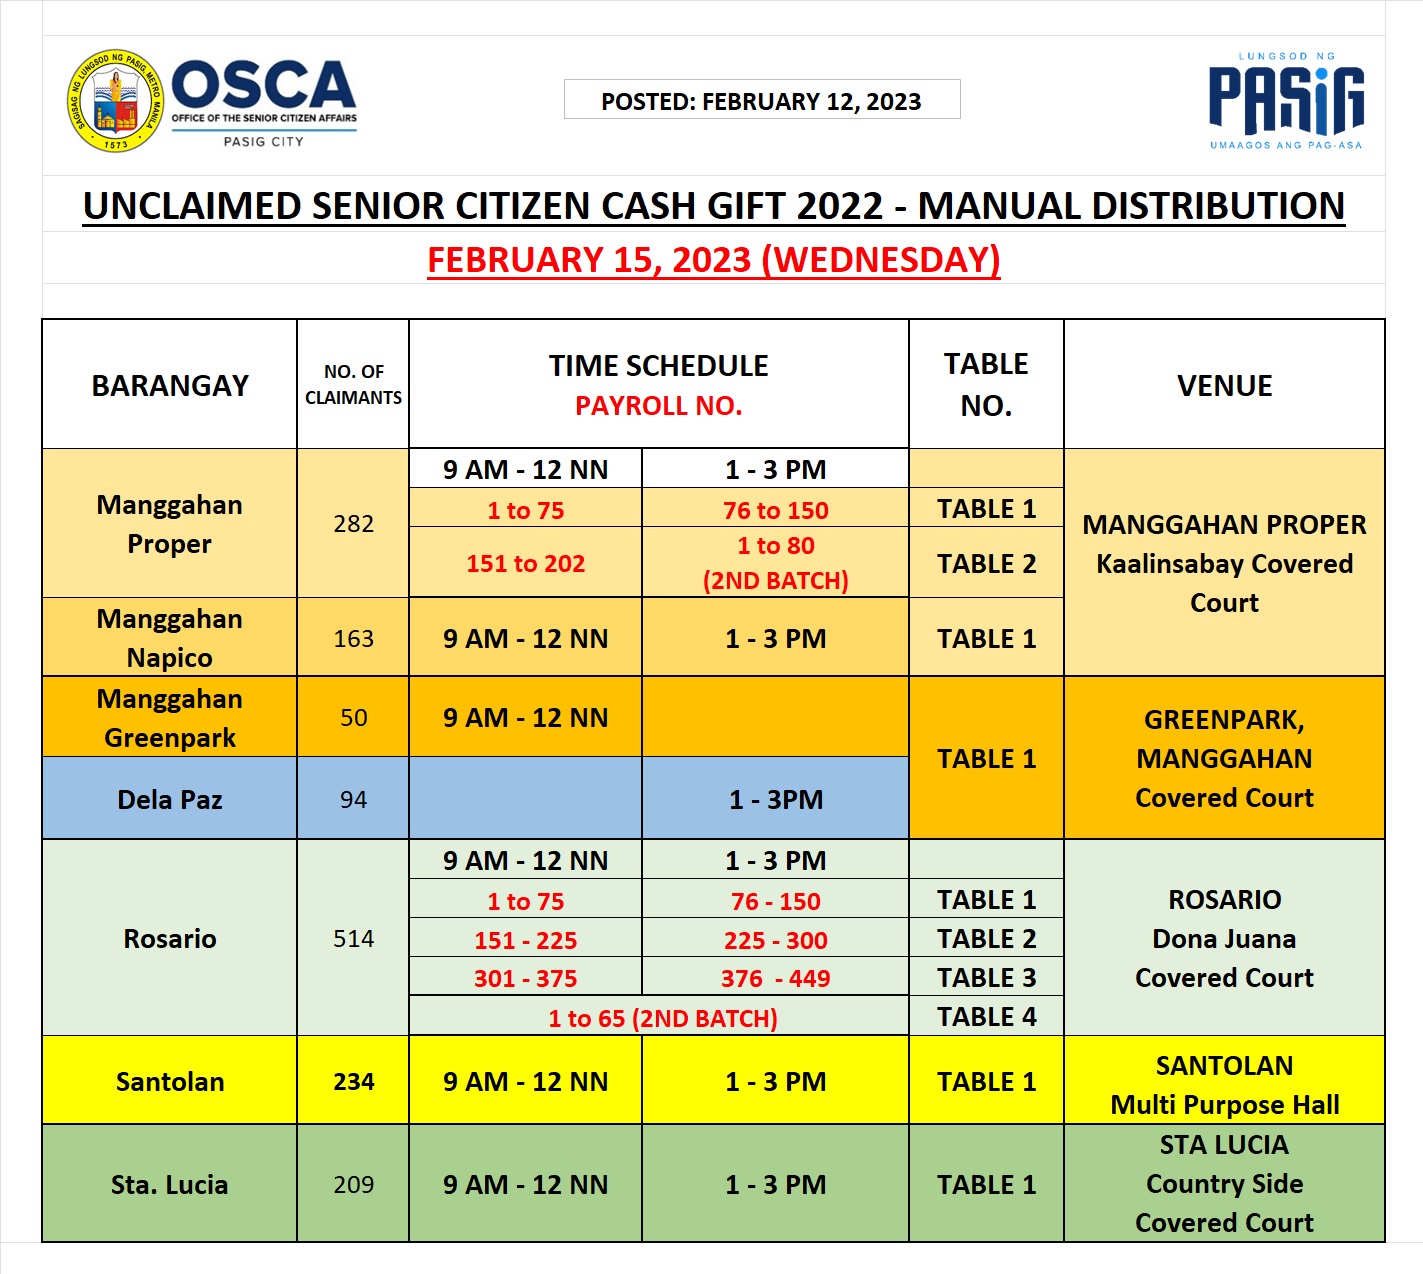 SAGISAG NG LUNGSOD NG PASIG, METRO MANILA
1573
OSCA
OFFICE OF THE SENIOR CITIZEN AFFAIRS
PASIG CITY
POSTED: FEBRUARY 12, 2023
LUNGSOD NG
PASiG
UMAAGOS ANG PAG-ASA
UNCLAIMED SENIOR CITIZEN CASH GIFT 2022 - MANUAL DISTRIBUTION
FEBRUARY 15, 2023 (WEDNESDAY)
BARANGAY
NO. OF
CLAIMANTS
TIME SCHEDULE
PAYROLL NO.
TABLE
NO.
VENUE
Manggahan
Proper
282
9 AM - 12 NN
1 - 3 PM
1 to 75
76 to 150
TABLE 1
151 to 202
1 to 80
(2ND BATCH)
TABLE 2
MANGGAHAN PROPER
Kaalinsabay Covered
Court
Manggahan
Napico
163
9 AM - 12 NN
1 - 3 PM
TABLE 1
Manggahan
Greenpark
50
9 AM - 12 NN
TABLE 1
GREENPARK,
MANGGAHAN
Covered Court
Dela Paz
94
1 - 3PM
Rosario
514
9 AM - 12 NN
1 - 3 PM
1 to 75
76 - 150
TABLE 1
151 - 225
225 - 300
TABLE 2
301 - 375
376  - 449
TABLE 3
1 to 65 (2ND BATCH)
TABLE 4
ROSARIO
Dona Juana
Covered Court
Santolan
234
9 AM - 12 NN
1 - 3 PM
TABLE 1
SANTOLAN
Multi Purpose Hall
Sta. Lucia
209
9 AM - 12 NN
1 - 3 PM
TABLE 1
STA LUCIA
Country Side
Covered Court